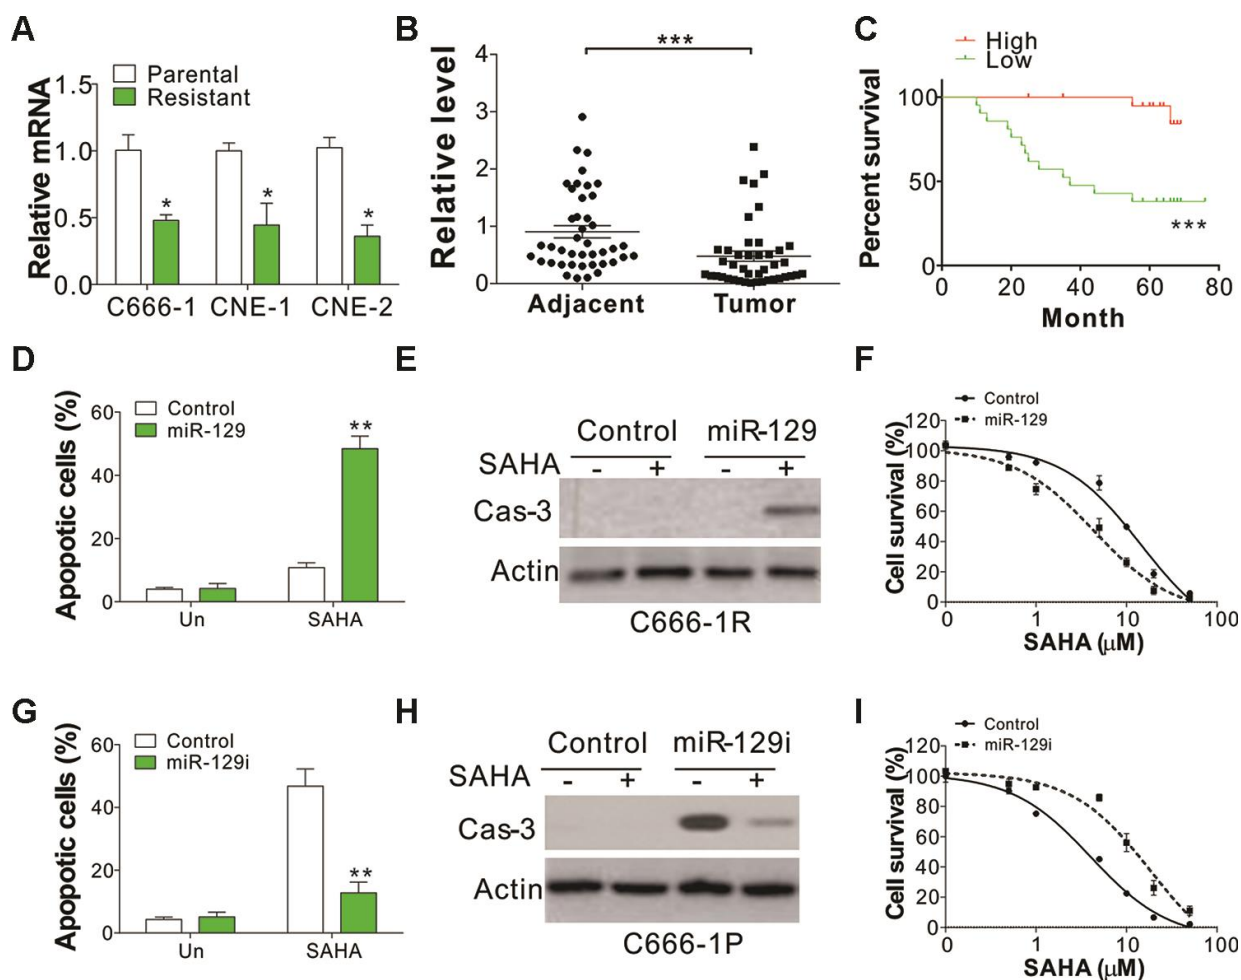 A
Parental
Resistant
Relative mRNA
1.5
1.0
0.5
0.0
* * *
C666-1 CNE-1 CNE-2
B
***
Relative level
4
3
2
1
0
Adjacent Tumor
C
High
Low
Percent survival
100
50
0
***
0 20 40 60 80
Month
D
Control
miR-129
Apoptotic cells (%)
60
40
20
0
**
Un SAHA
E
Control miR-129
SAHA - + - +
Cas-3
Actin
C666-1R
F
Control
miR-129
Cell survival (%)
120
100
80
60
40
20
0
0 1 10 100
SAHA (μM)
G
Control
miR-129i
Apoptotic cells (%)
60
40
20
0
**
Un SAHA
H
Control miR-129i
SAHA - + - +
Cas-3
Actin
C666-1P
I
Control
miR-129i
Cell survival (%)
120
100
80
60
40
20
0
0 1 10 100
SAHA (μM)